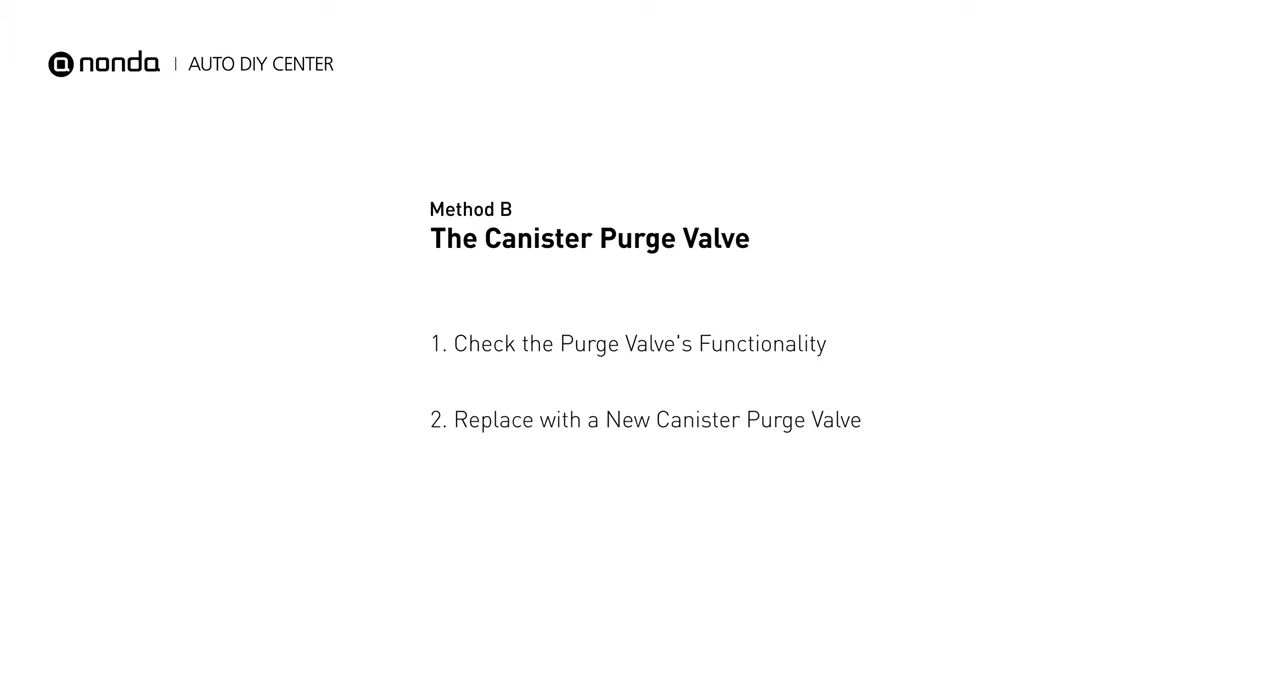 nonda | AUTO DIY CENTER
Method B
The Canister Purge Valve
1. Check the Purge Valve's Functionality
2. Replace with a New Canister Purge Valve